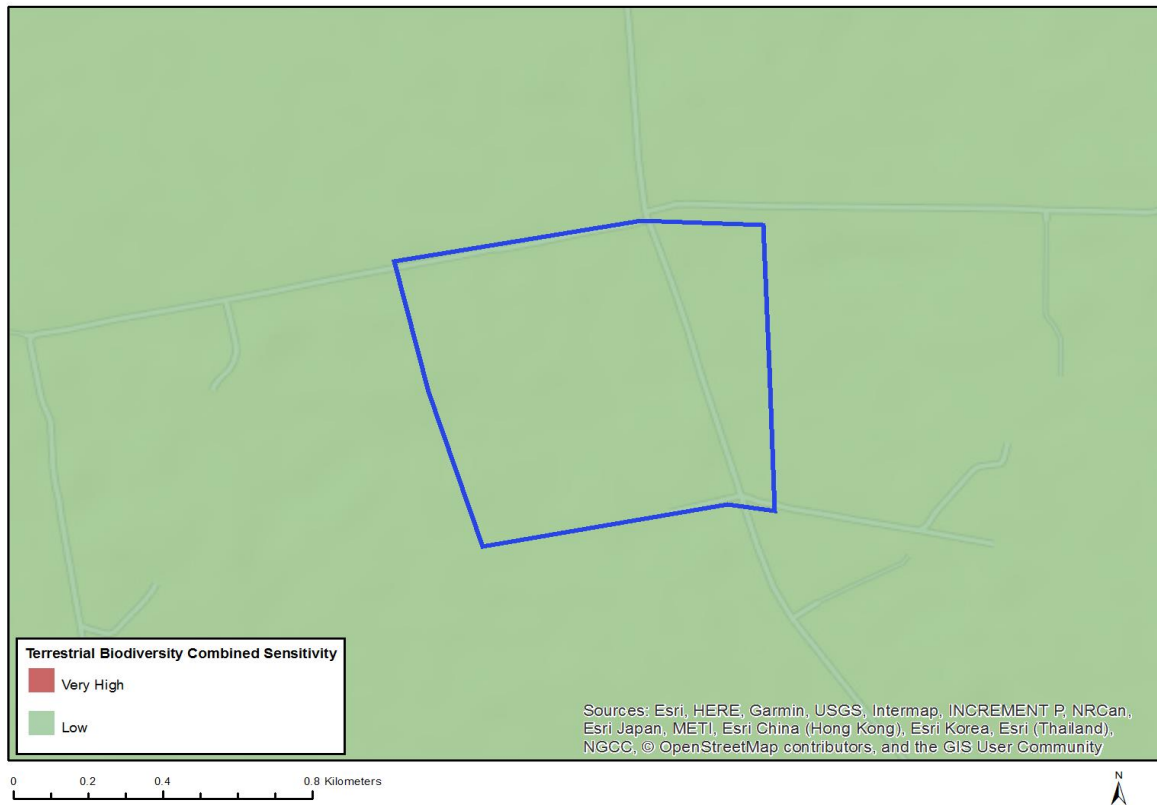 Terrestrial Biodiversity Combined Sensitivity
Very High
Low
Sources: Esri, HERE, Garmin, USGS, Intermap, INCREMENT P, NRCan,
Esri Japan, METI, Esri China (Hong Kong), Esri Korea, Esri (Thailand),
NGCC, © OpenStreetMap contributors, and the GIS User Community
0 0.2 0.4 0.8 Kilometers
N